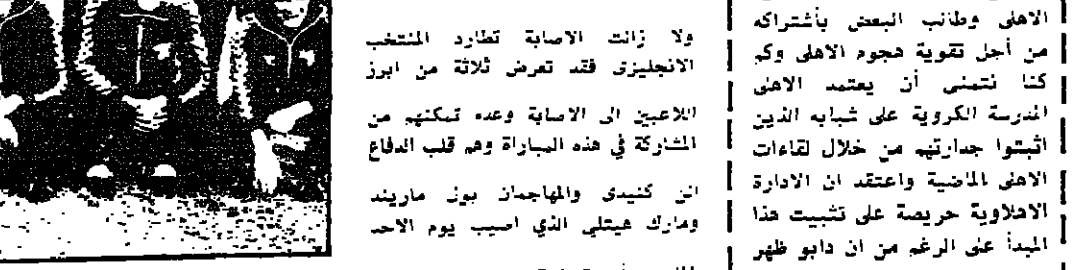 الاهلى وطالب البعض بأشتراكه
من أجل تقوية هجوم الاهلى وكم
كنا نتمنى أن يعتمد الاهلى
المدرسة الكروية على شبابه الذين
اثبتوا جدارتهم من خلال لقاءات
الاهلى الماضية واعتقد ان الادارة
الاهلاوية حريصة على تثبيت هذا
المبدأ على الرغم من ان دابو ظهر
ولا زالت الاصابة تطارد المنتخب
الانجليزى فقد تعرض ثلاثة من ابرز
اللاعبين الى الاصابة وعدم تمكنهم من
المشاركة في هذه المباراة وهم قلب الدفاع
الن كنيدى والمهاجمان بول ماريند
ومارك هيتلي الذي اصيب يوم الاحد